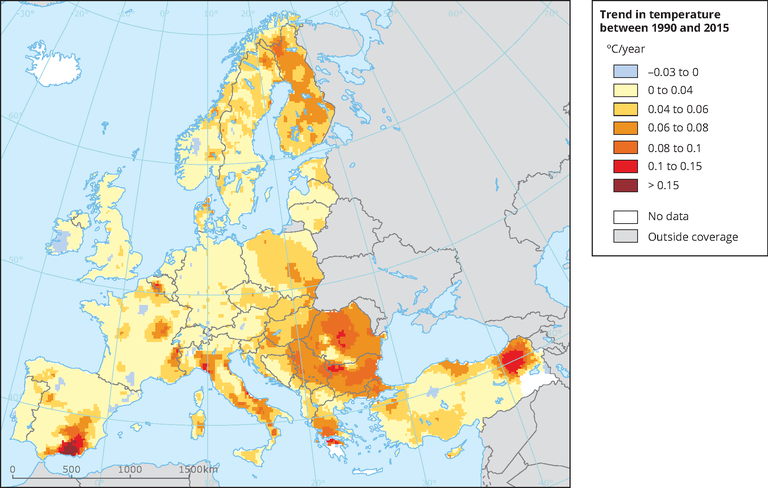 Trend in temperature
between 1990 and 2015
°C/year
–0.03 to 0
0 to 0.04
0.04 to 0.06
0.06 to 0.08
0.08 to 0.1
0.1 to 0.15
> 0.15
No data
Outside coverage
0 500 1000 1500km